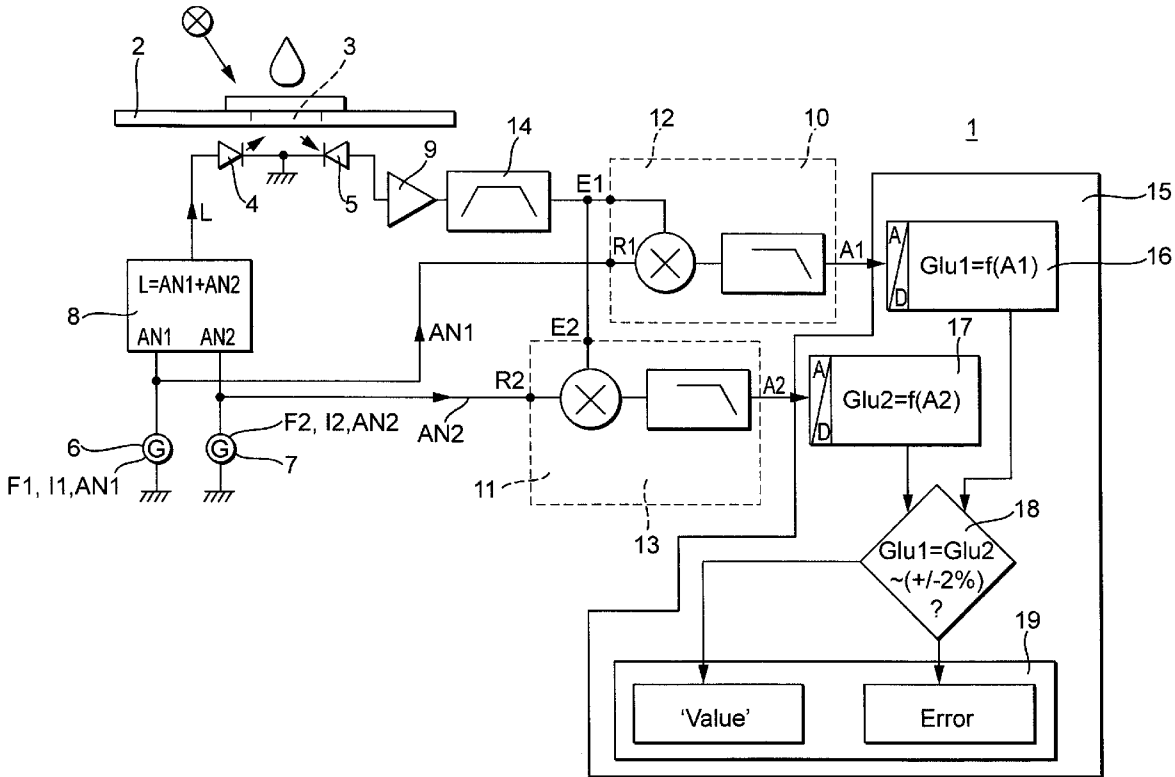 2
3
14
12
10
1
9
E1
15
4
5
L
R1
A1
A
D
Glu1=f(A1)
16
L=AN1+AN2
8
AN1
AN2
AN1
E2
17
R2
A2
A
D
Glu2=f(A2)
AN2
6
G
G
F2, I2,AN2
7
F1, I1,AN1
11
13
18
Glu1=Glu2
~(+/-2%)
?
19
‘Value’
Error